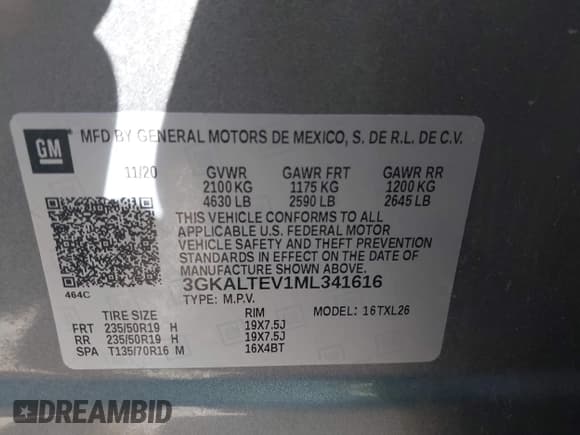 GM
MFD BY GENERAL MOTORS DE MEXICO, S. DE R.L. DE C.V.
11/20 GVWR GAWR FRT GAWR RR
2100 KG 1175 KG 1200 KG
4630 LB 2590 LB 2645 LB
THIS VEHICLE CONFORMS TO ALL
APPLICABLE U.S. FEDERAL MOTOR
VEHICLE SAFETY AND THEFT PREVENTION
STANDARDS IN EFFECT ON THE DATE OF
MANUFACTURE SHOWN ABOVE.
464C
3GKALTEV1ML341616
TYPE: M.P.V. MODEL: 16TXL26
TIRE SIZE RIM
FRT 235/50R19 H 19X7.5J
RR 235/50R19 H 19X7.5J
SPA T135/70R16 M 16X4BT
DREAMBID